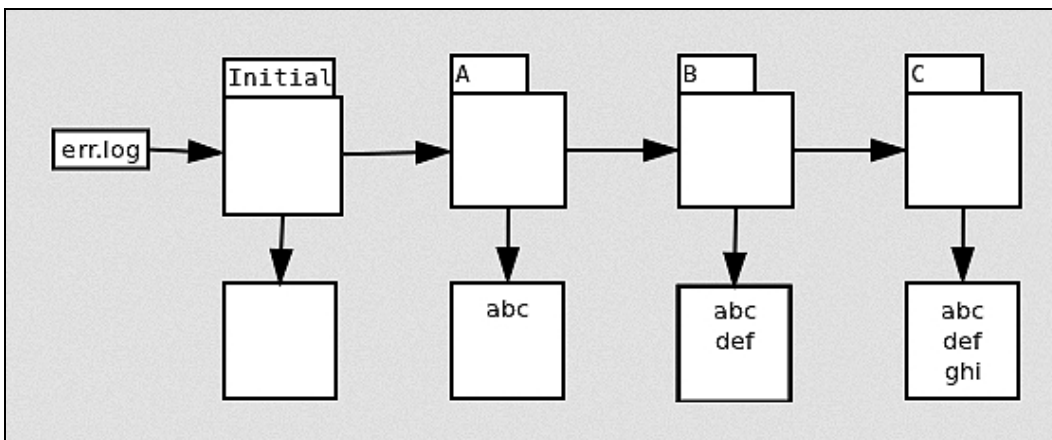 Initial
A
B
C
err.log
abc
abc
def
abc
def
ghi